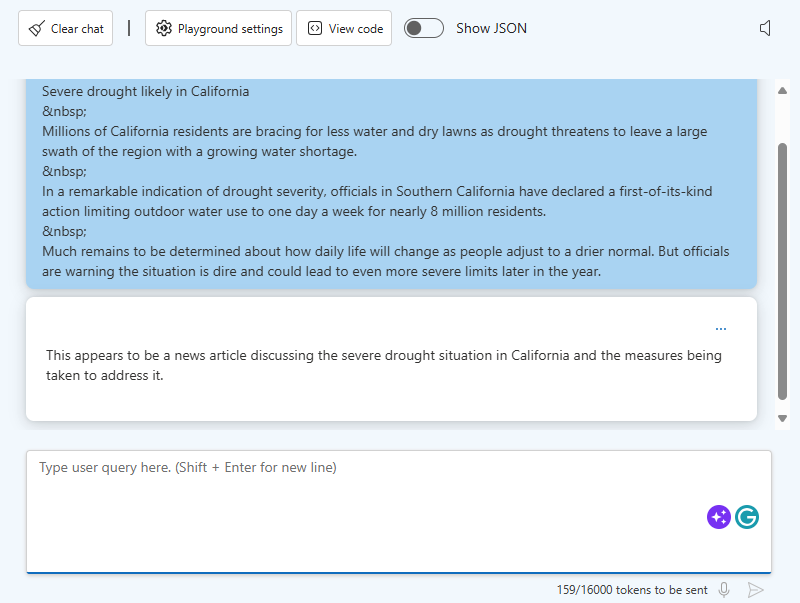 Clear chat
Playground settings
View code
Show JSON
Severe drought likely in California
&nbsp;
Millions of California residents are bracing for less water and dry lawns as drought threatens to leave a large
swath of the region with a growing water shortage.
&nbsp;
In a remarkable indication of drought severity, officials in Southern California have declared a first-of-its-kind
action limiting outdoor water use to one day a week for nearly 8 million residents.
&nbsp;
Much remains to be determined about how daily life will change as people adjust to a drier normal. But officials
are warning the situation is dire and could lead to even more severe limits later in the year.
...
This appears to be a news article discussing the severe drought situation in California and the measures being
taken to address it.
Type user query here. (Shift + Enter for new line)
159/16000 tokens to be sent